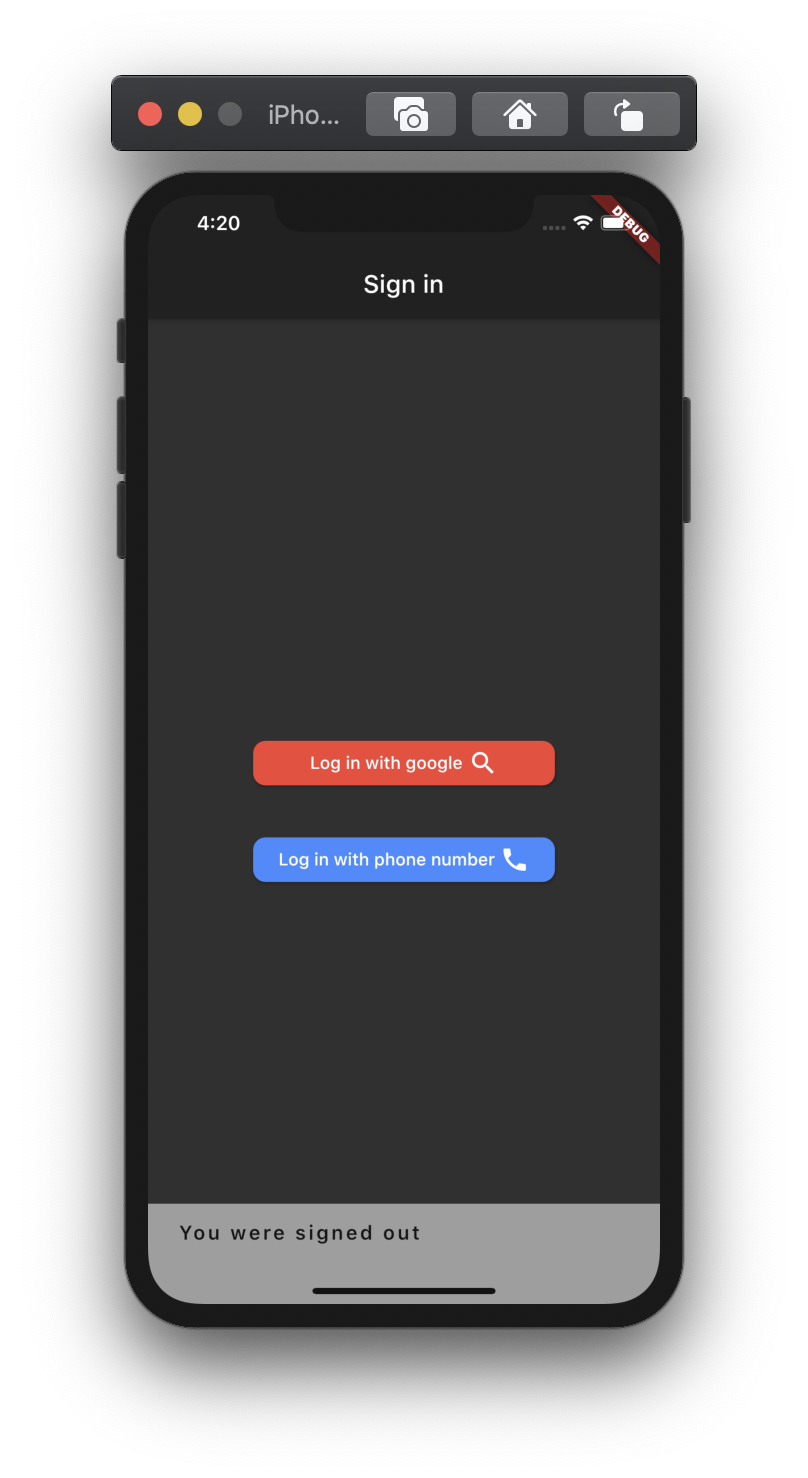 iPho...
4:20
DEBUG
Sign in
Log in with google
Log in with phone number
You were signed out